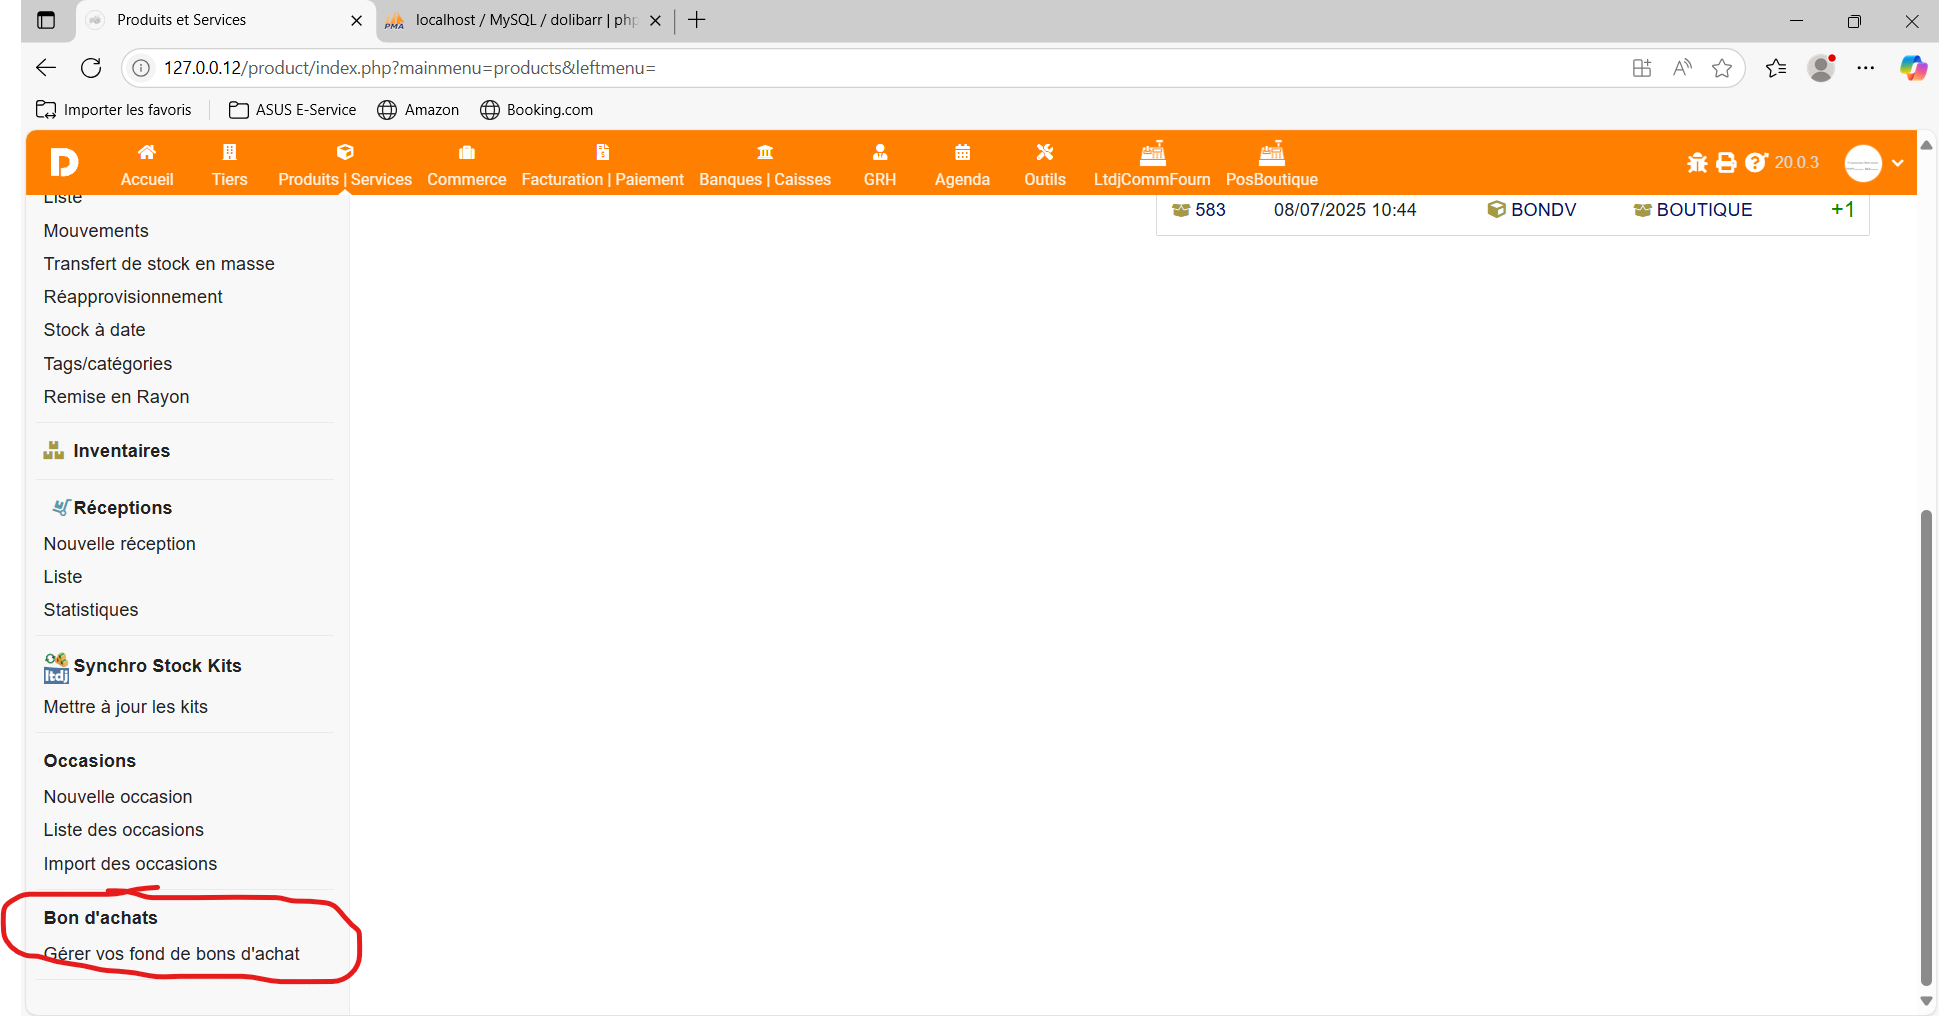 Produits et Services
localhost / MySQL / dolibarr | php
127.0.0.12/product/index.php?mainmenu=products&leftmenu=
Importer les favoris
ASUS E-Service
Amazon
Booking.com
Accueil
Tiers
Produits | Services
Commerce
Facturation | Paiement
Banques | Caisses
GRH
Agenda
Outils
LtdjCommFourn
PosBoutique
20.0.3
Liste
583 08/07/2025 10:44 BONDV BOUTIQUE +1
Mouvements
Transfert de stock en masse
Réapprovisionnement
Stock à date
Tags/catégories
Remise en Rayon
Inventaires
Réceptions
Nouvelle réception
Liste
Statistiques
ltdj
Synchro Stock Kits
Mettre à jour les kits
Occasions
Nouvelle occasion
Liste des occasions
Import des occasions
Bon d'achats
Gérer vos fond de bons d'achat